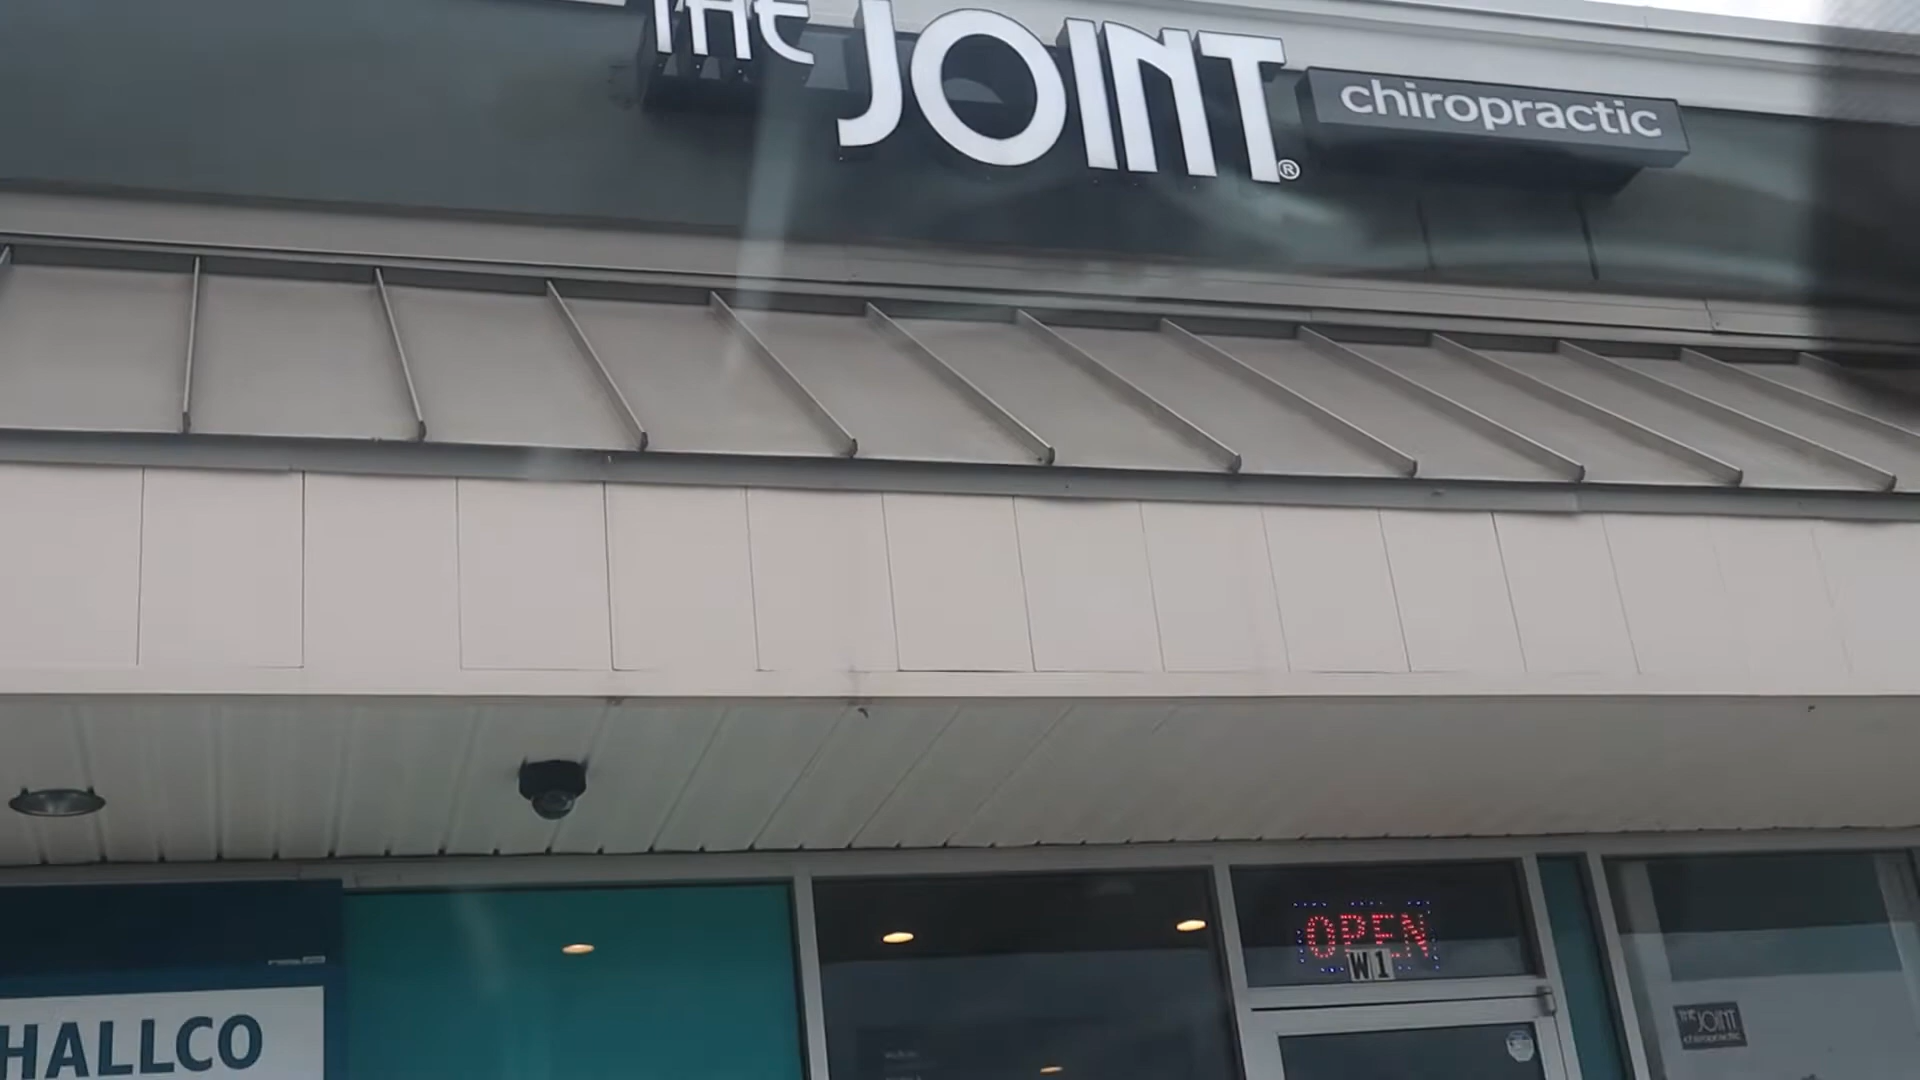 THE JOINT®
chiropractic
OPEN
W1
HALLCO
THE JOINT
chiropractic